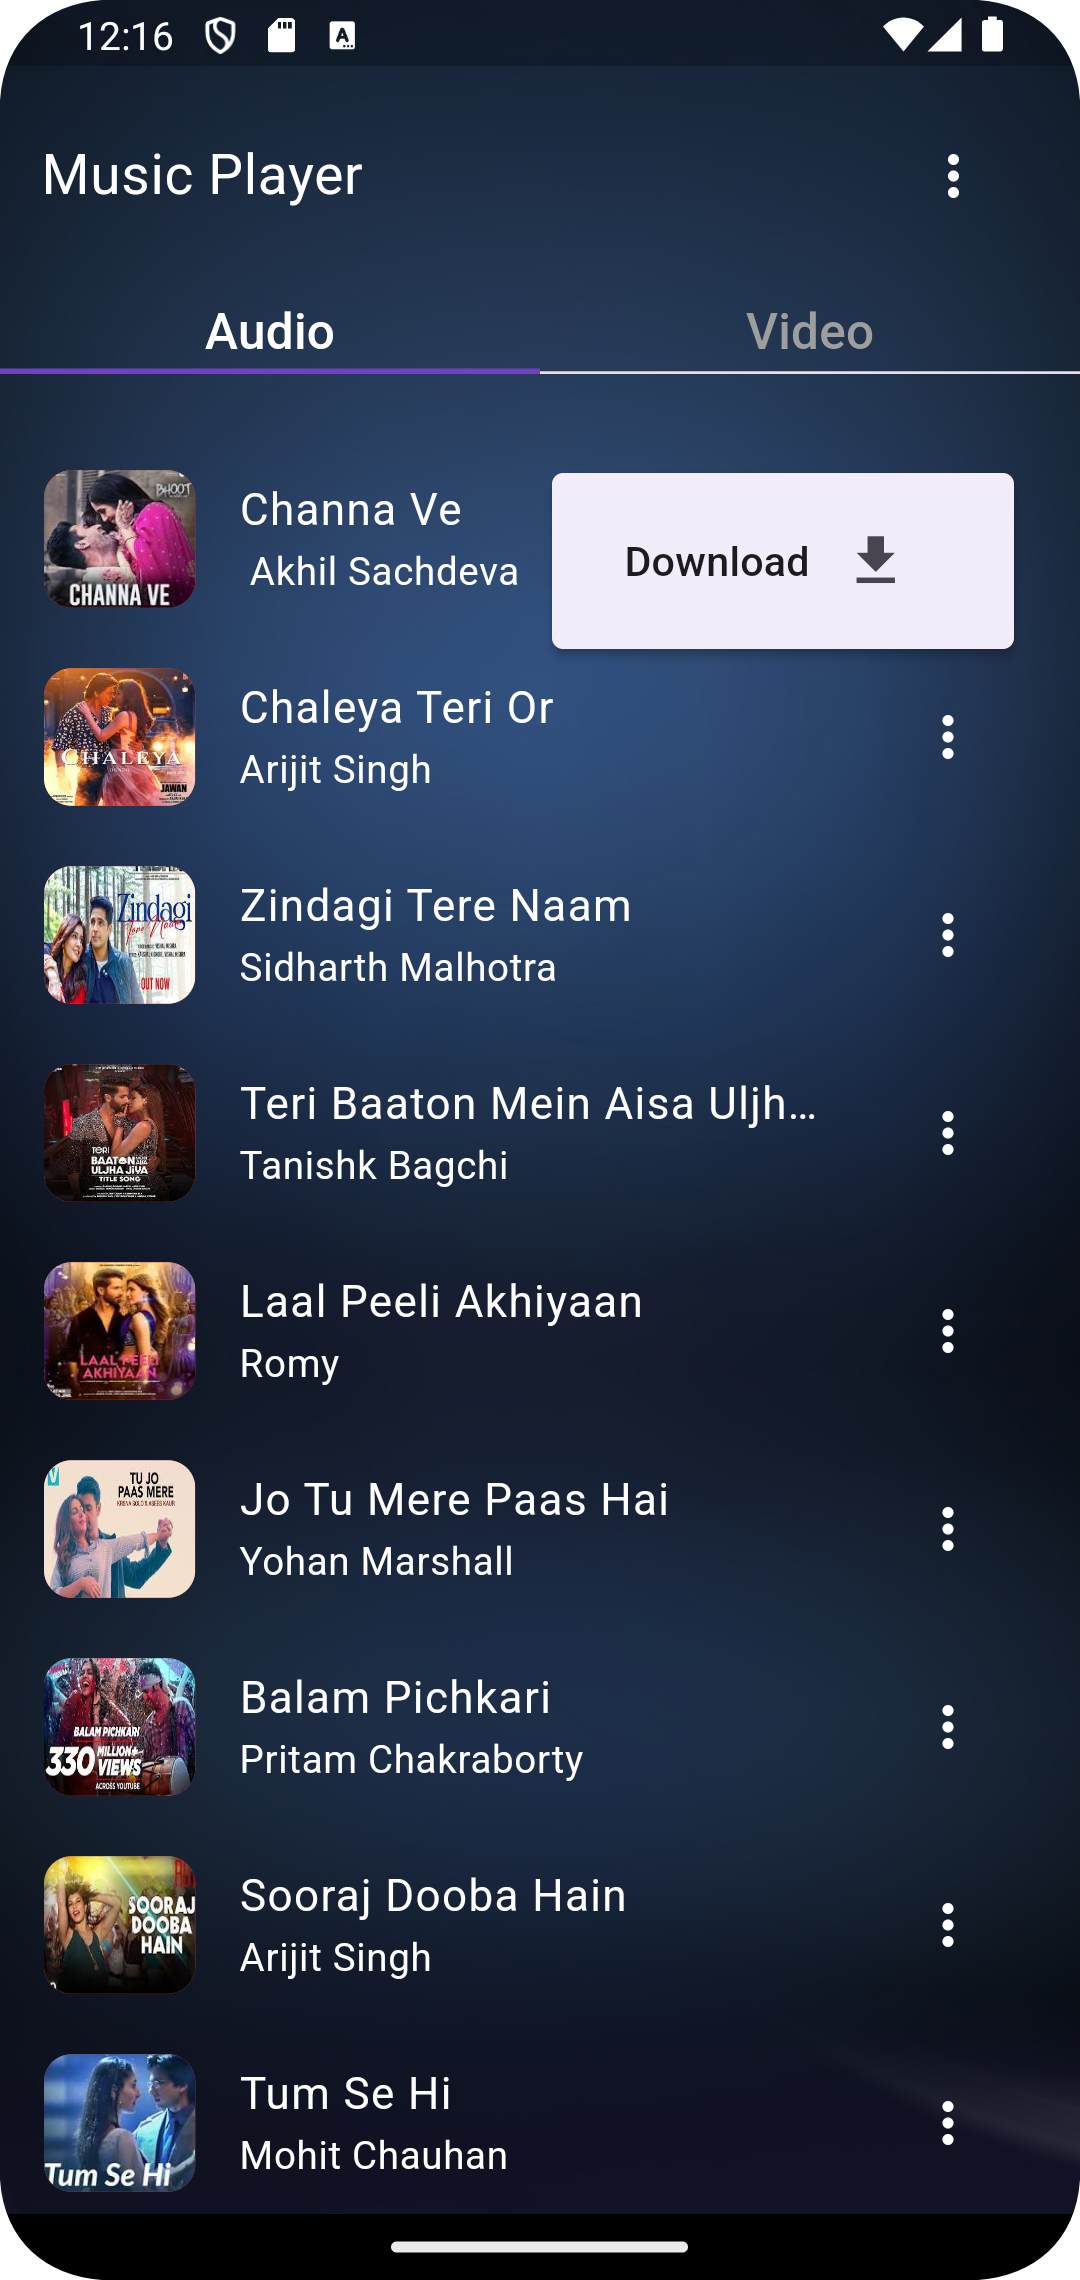 12:16
Music Player
Audio
Video
BHOOT
CHANNA VE
Channa Ve
Akhil Sachdeva
Download
CHALEYA
JAWAN
Chaleya Teri Or
Arijit Singh
Zindagi
Tere Naam
OUT NOW
Zindagi Tere Naam
Sidharth Malhotra
TERI
BAATON
ULJHA JIYA
TITLE SONG
Teri Baaton Mein Aisa Uljh…
Tanishk Bagchi
LAAL PEELI
AKHIYAAN
Laal Peeli Akhiyaan
Romy
TU JO
PAAS MERE
Jo Tu Mere Paas Hai
Yohan Marshall
BALAM PICHKARI
330 MILLION+
VIEWS
ACROSS YOUTUBE
Balam Pichkari
Pritam Chakraborty
SOORAJ
DOOBA
HAIN
Sooraj Dooba Hain
Arijit Singh
Tum Se Hi
Tum Se Hi
Mohit Chauhan